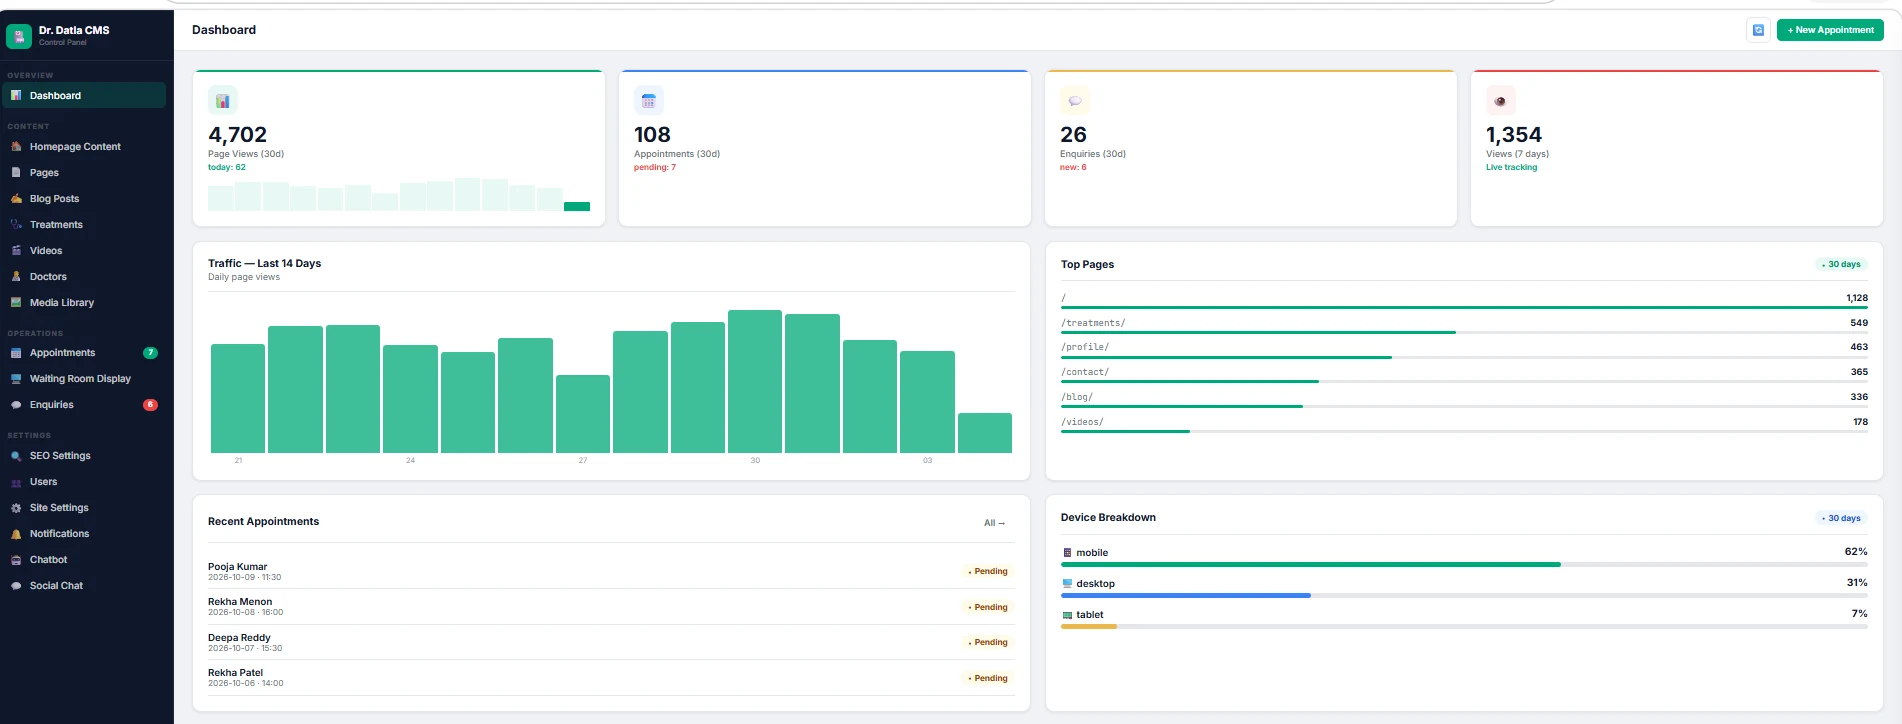 Dr. Datla CMS
Control Panel
OVERVIEW
Dashboard
CONTENT
Homepage Content
Pages
Blog Posts
Treatments
Videos
Doctors
Media Library
OPERATIONS
Appointments 7
Waiting Room Display
Enquiries 6
SETTINGS
SEO Settings
Users
Site Settings
Notifications
Chatbot
Social Chat
Dashboard
+ New Appointment
4,702
Page Views (30d)
today: 62
108
Appointments (30d)
pending: 7
26
Enquiries (30d)
new: 6
1,354
Views (7 days)
Live tracking
Traffic — Last 14 Days
Daily page views
21 24 27 30 03
Top Pages • 30 days
/ 1,128
/treatments/ 549
/profile/ 463
/contact/ 365
/blog/ 336
/videos/ 178
Recent Appointments All →
Pooja Kumar
2026-10-09 · 11:30
• Pending
Rekha Menon
2026-10-08 · 16:00
• Pending
Deepa Reddy
2026-10-07 · 15:30
• Pending
Rekha Patel
2026-10-06 · 14:00
• Pending
Device Breakdown • 30 days
mobile 62%
desktop 31%
tablet 7%